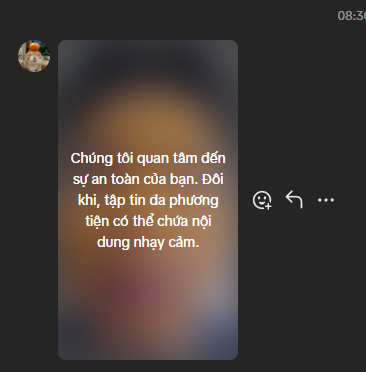 08:30
Chúng tôi quan tâm đến
sự an toàn của bạn. Đôi
khi, tập tin đa phương
tiện có thể chứa nội
dung nhạy cảm.